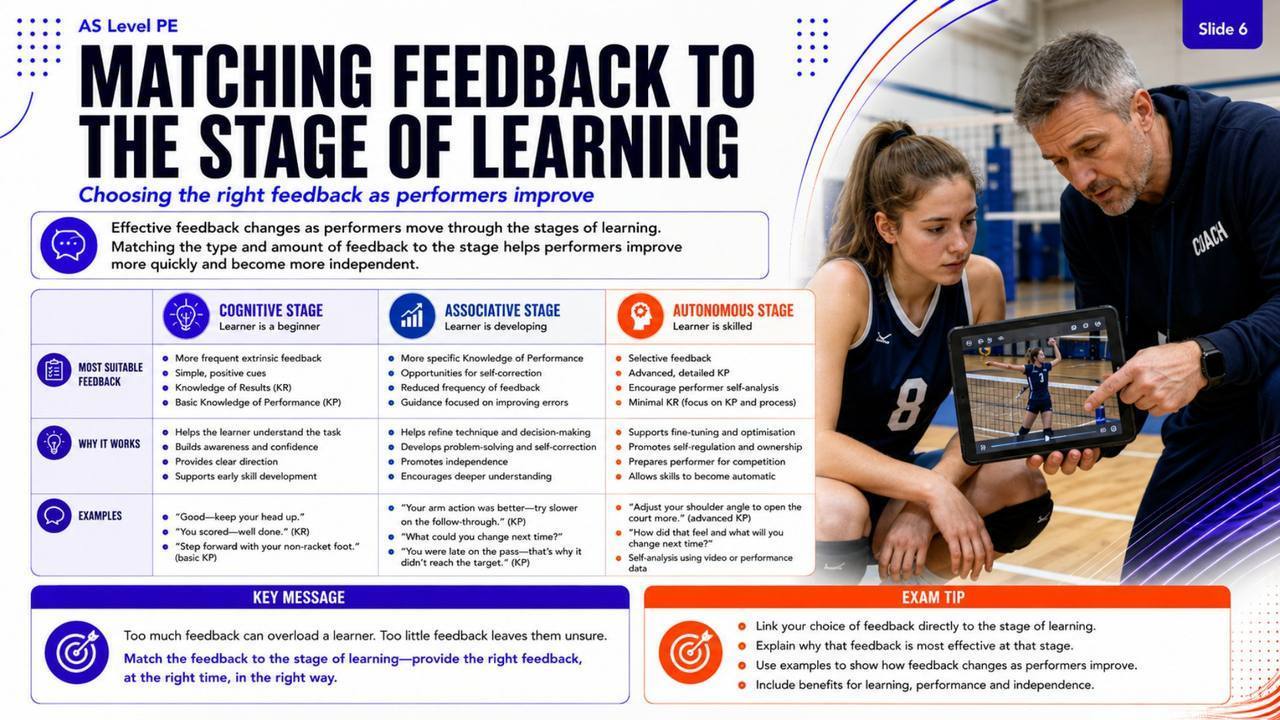 AS Level PE
Slide 6
MATCHING FEEDBACK TO
THE STAGE OF LEARNING
Choosing the right feedback as performers improve
Effective feedback changes as performers move through the stages of learning.
Matching the type and amount of feedback to the stage helps performers improve
more quickly and become more independent.
COGNITIVE STAGE
Learner is a beginner
ASSOCIATIVE STAGE
Learner is developing
AUTONOMOUS STAGE
Learner is skilled
MOST SUITABLE
FEEDBACK
More frequent extrinsic feedback
Simple, positive cues
Knowledge of Results (KR)
Basic Knowledge of Performance (KP)
More specific Knowledge of Performance
Opportunities for self-correction
Reduced frequency of feedback
Guidance focused on improving errors
Selective feedback
Advanced, detailed KP
Encourage performer self-analysis
Minimal KR (focus on KP and process)
WHY IT WORKS
Helps the learner understand the task
Builds awareness and confidence
Provides clear direction
Supports early skill development
Helps refine technique and decision-making
Develops problem-solving and self-correction
Promotes independence
Encourages deeper understanding
Supports fine-tuning and optimisation
Promotes self-regulation and ownership
Prepares performer for competition
Allows skills to become automatic
EXAMPLES
“Good—keep your head up.”
“You scored—well done.” (KR)
“Step forward with your non-racket foot.”
(basic KP)
“Your arm action was better—try slower
on the follow-through.” (KP)
“What could you change next time?”
“You were late on the pass—that’s why it
didn’t reach the target.” (KP)
“Adjust your shoulder angle to open the
court more.” (advanced KP)
“How did that feel and what will you
change next time?”
Self-analysis using video or performance
data
COACH
8
3
KEY MESSAGE
Too much feedback can overload a learner. Too little feedback leaves them unsure.
Match the feedback to the stage of learning—provide the right feedback,
at the right time, in the right way.
EXAM TIP
Link your choice of feedback directly to the stage of learning.
Explain why that feedback is most effective at that stage.
Use examples to show how feedback changes as performers improve.
Include benefits for learning, performance and independence.